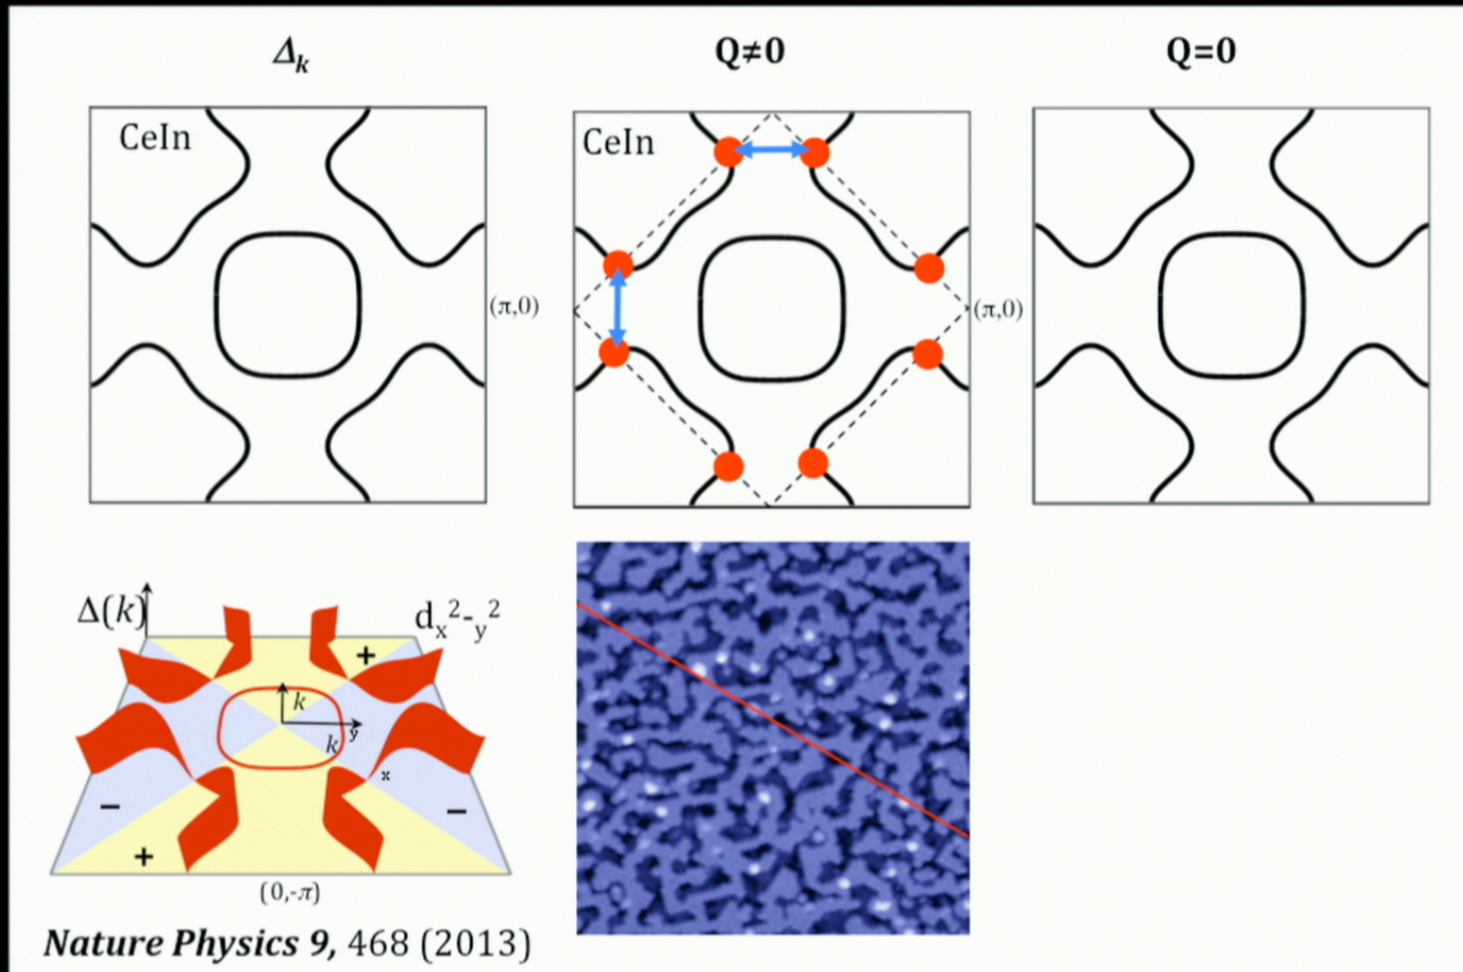 Δk
Q≠0
Q=0
CeIn
(π,0)
CeIn
(π,0)
Δ(k)
dx²-y²
+
k
y
k
x
−
−
+
(0,-π)
Nature Physics 9, 468 (2013)